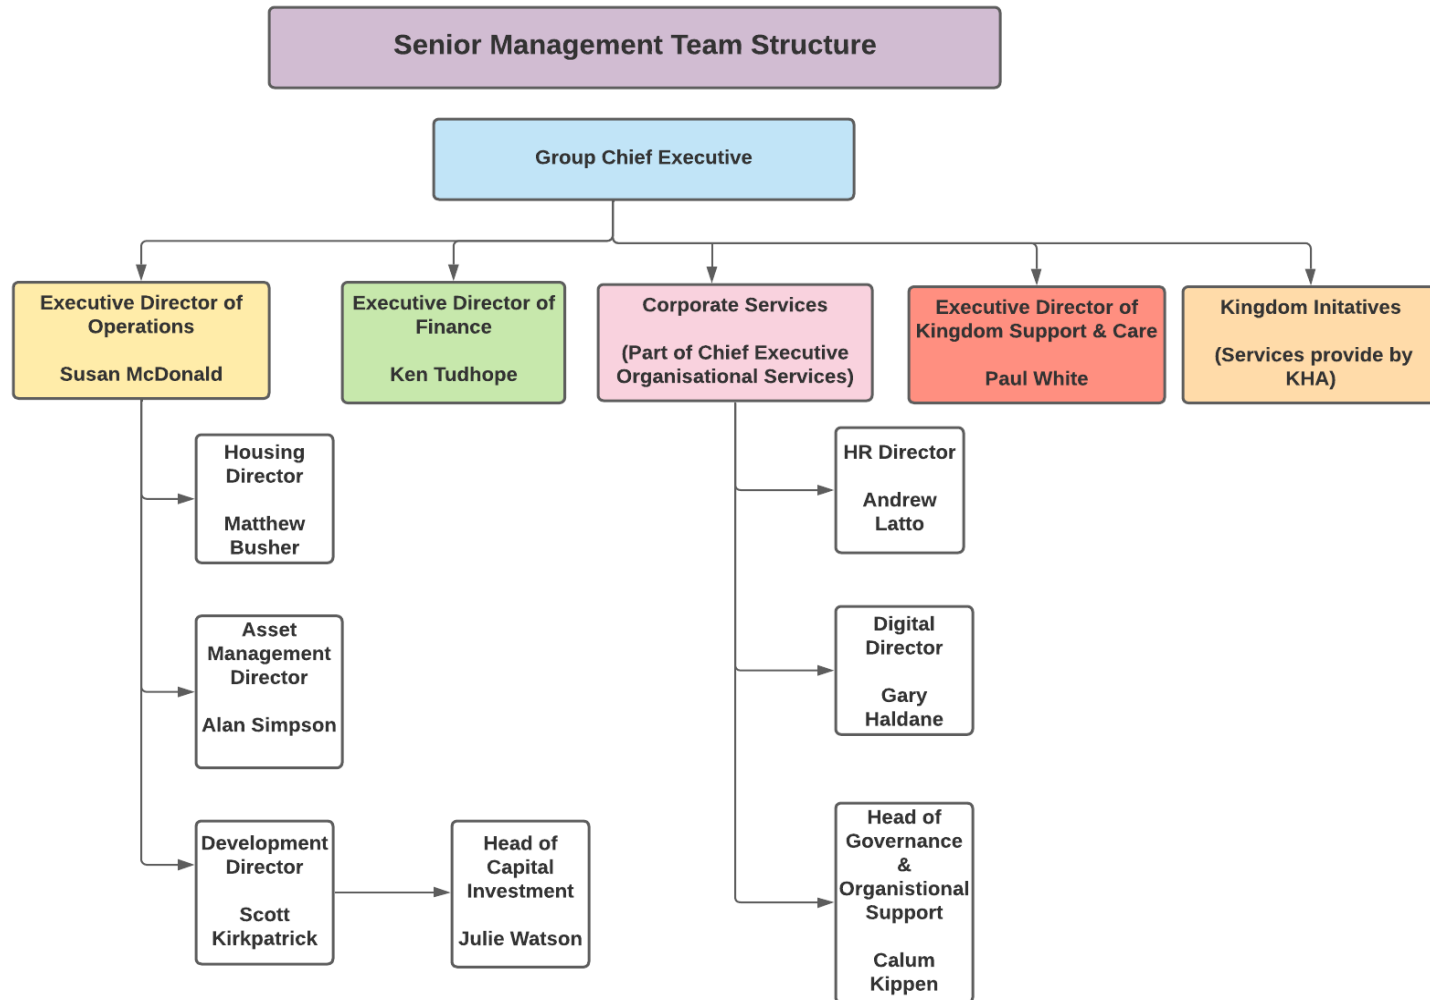 Senior Management Team Structure
Group Chief Executive
Executive Director of
Operations
Susan McDonald
Executive Director of
Finance
Ken Tudhope
Corporate Services
(Part of Chief Executive
Organisational Services)
Executive Director of
Kingdom Support & Care
Paul White
Kingdom Initatives
(Services provide by
KHA)
Housing
Director
Matthew
Busher
HR Director
Andrew
Latto
Asset
Management
Director
Alan Simpson
Digital
Director
Gary
Haldane
Development
Director
Scott
Kirkpatrick
Head of
Capital
Investment
Julie Watson
Head of
Governance
&
Organistional
Support
Calum
Kippen